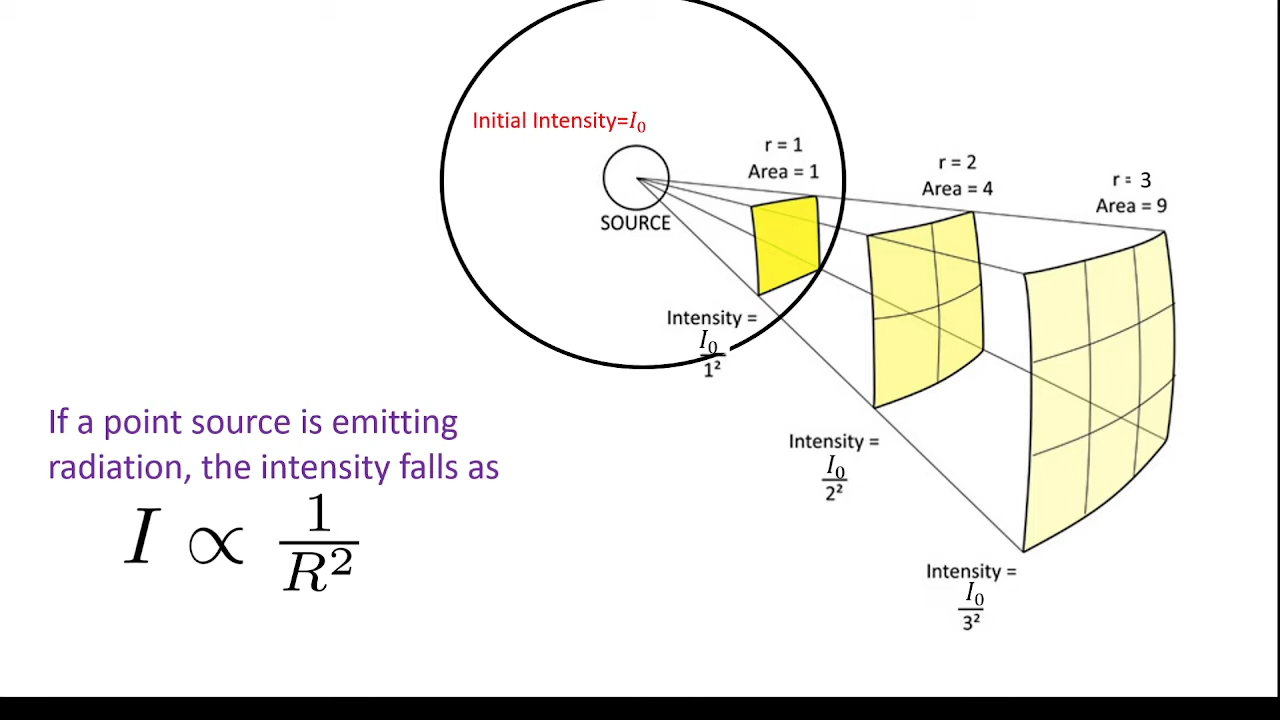 Initial Intensity=I₀
SOURCE
r = 1
Area = 1
r = 2
Area = 4
r = 3
Area = 9
Intensity =
I₀
1²
Intensity =
I₀
2²
Intensity =
I₀
3²
If a point source is emitting
radiation, the intensity falls as
I ∝ 1/R²